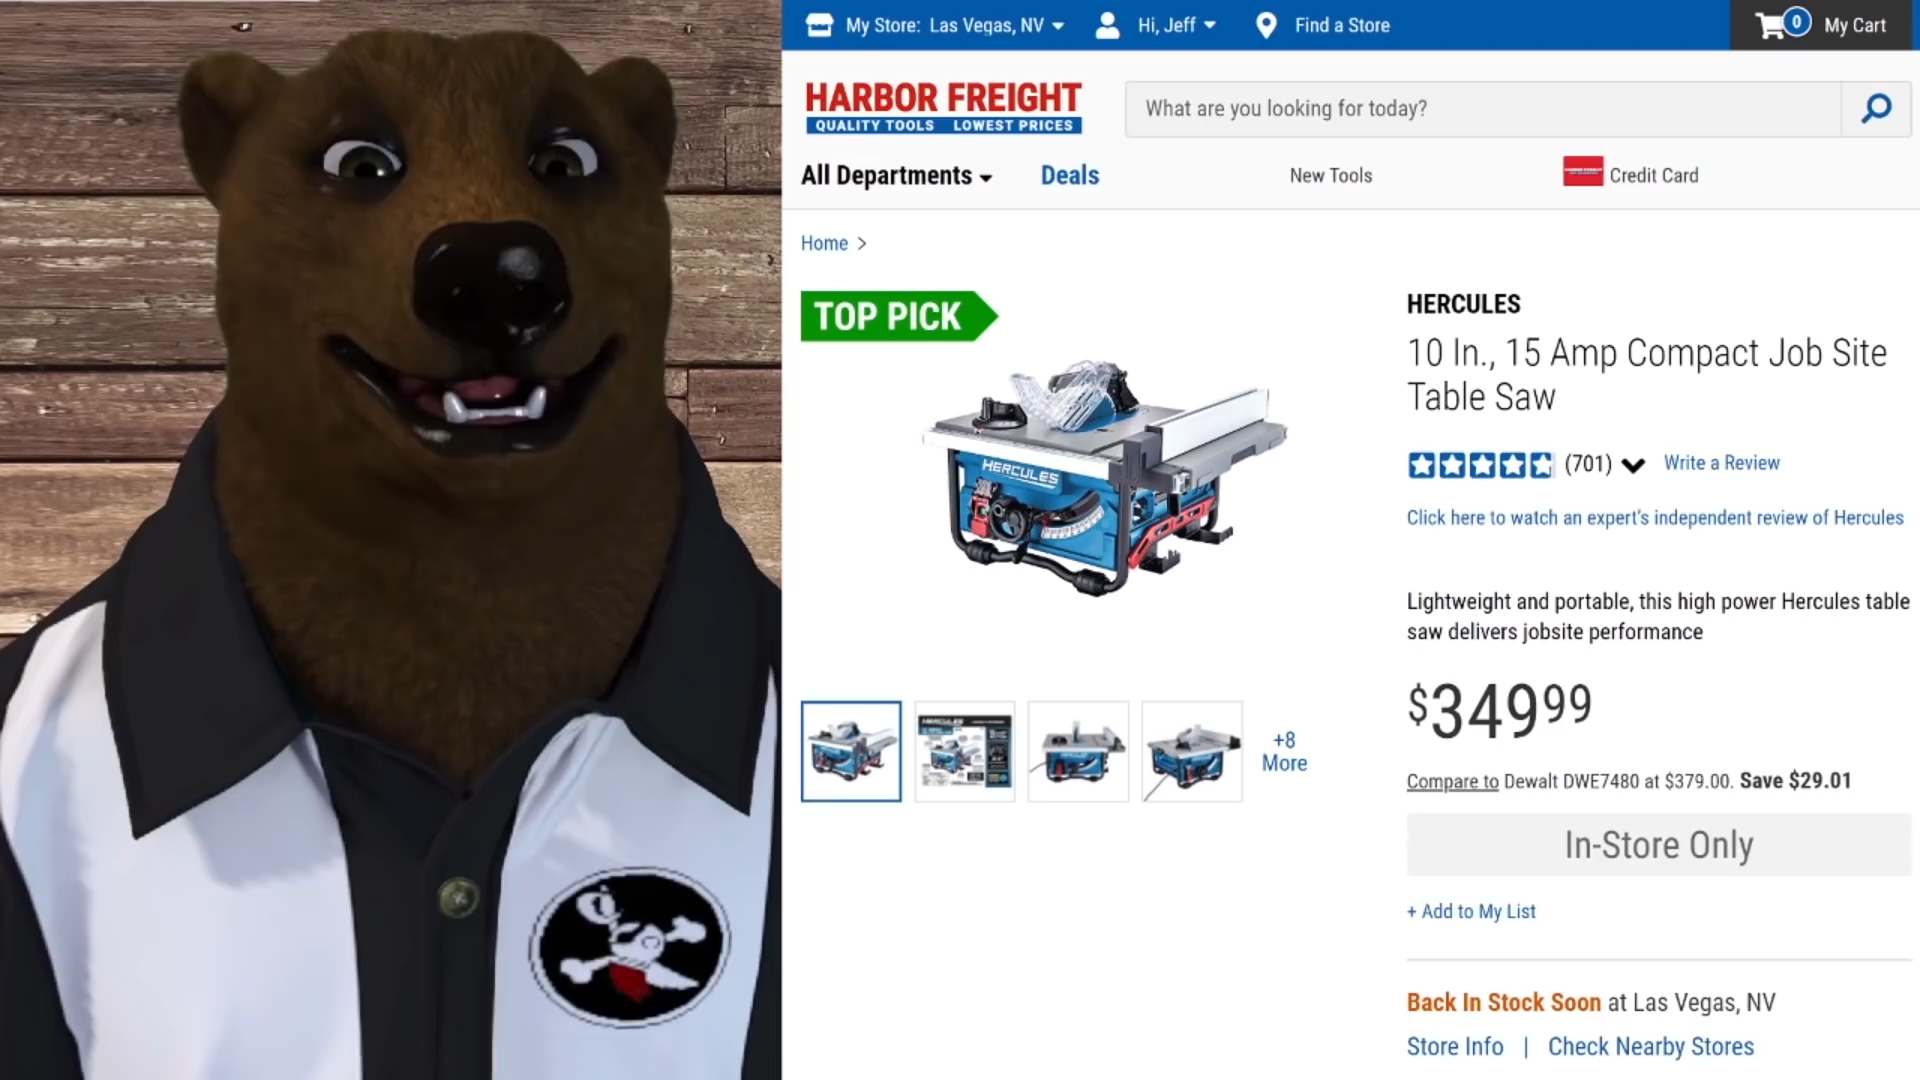 My Store: Las Vegas, NV
Hi, Jeff
Find a Store
0
My Cart
HARBOR FREIGHT
QUALITY TOOLS LOWEST PRICES
What are you looking for today?
All Departments
Deals
New Tools
Credit Card
Home >
TOP PICK
HERCULES
HERCULES
10 In., 15 Amp Compact Job Site
Table Saw
(701)
Write a Review
Click here to watch an expert's independent review of Hercules
Lightweight and portable, this high power Hercules table
saw delivers jobsite performance
$349 99
Compare to Dewalt DWE7480 at $379.00. Save $29.01
HERCULES
+8
More
In-Store Only
+ Add to My List
Back In Stock Soon at Las Vegas, NV
Store Info | Check Nearby Stores